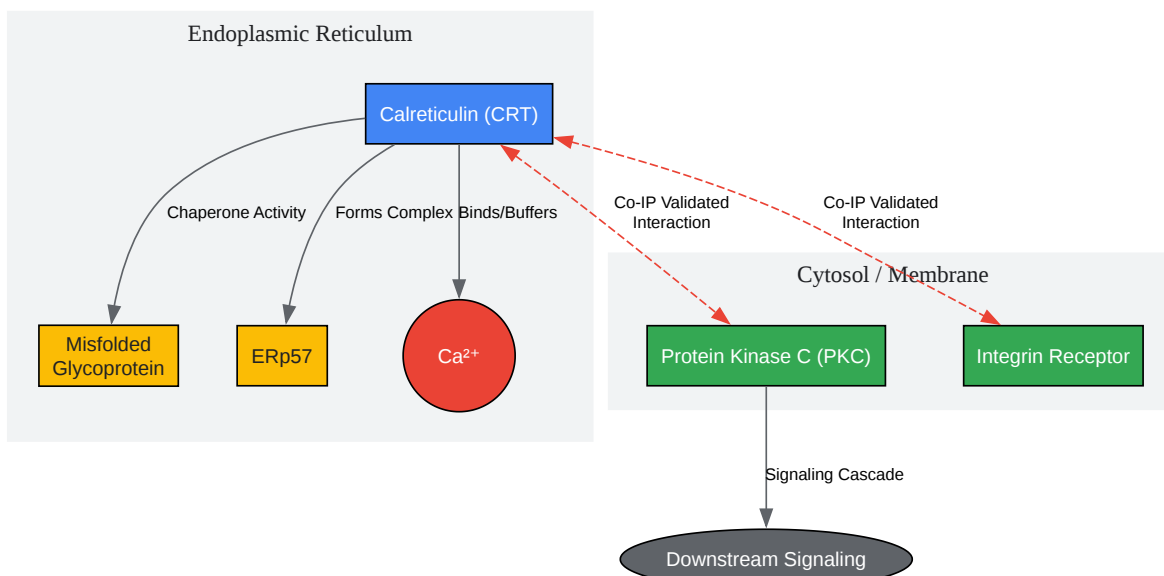 Endoplasmic Reticulum
Calreticulin (CRT)
Chaperone Activity
Forms Complex
Binds/Buffers
Co-IP Validated
Interaction
Co-IP Validated
Interaction
Cytosol / Membrane
Misfolded
Glycoprotein
ERp57
Ca²⁺
Protein Kinase C (PKC)
Integrin Receptor
Signaling Cascade
Downstream Signaling